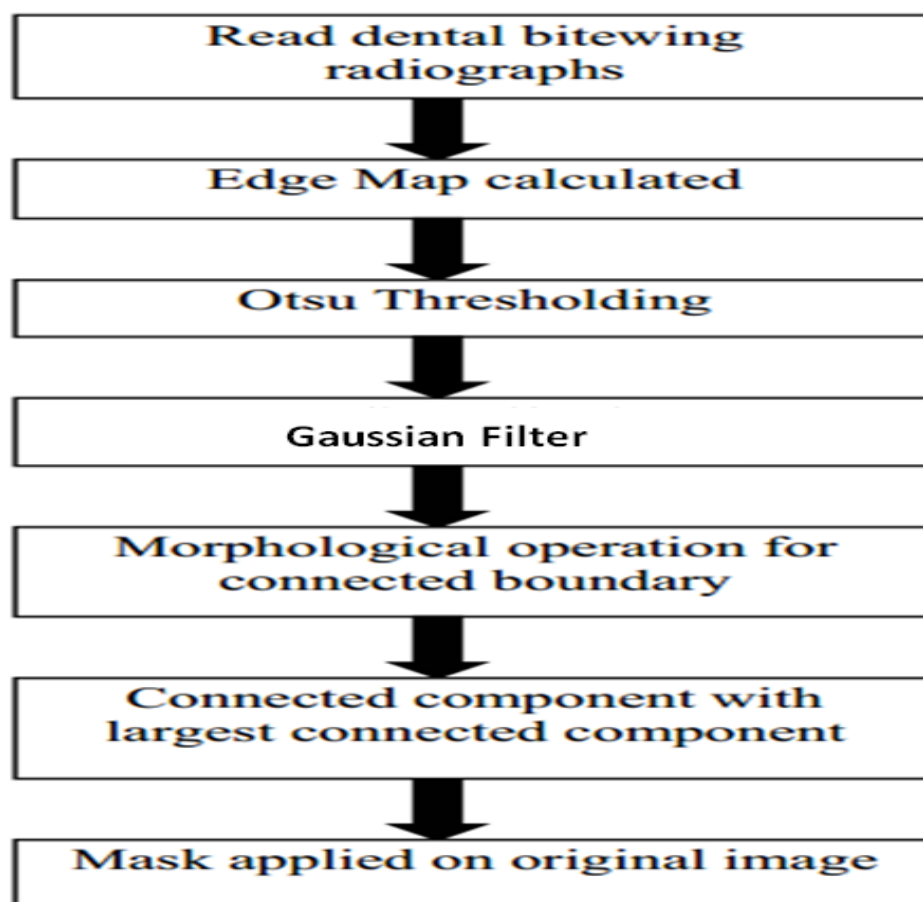 Read dental bitewing
radiographs
Edge Map calculated
Otsu Thresholding
Gaussian Filter
Morphological operation for
connected boundary
Connected component with
largest connected component
Mask applied on original image